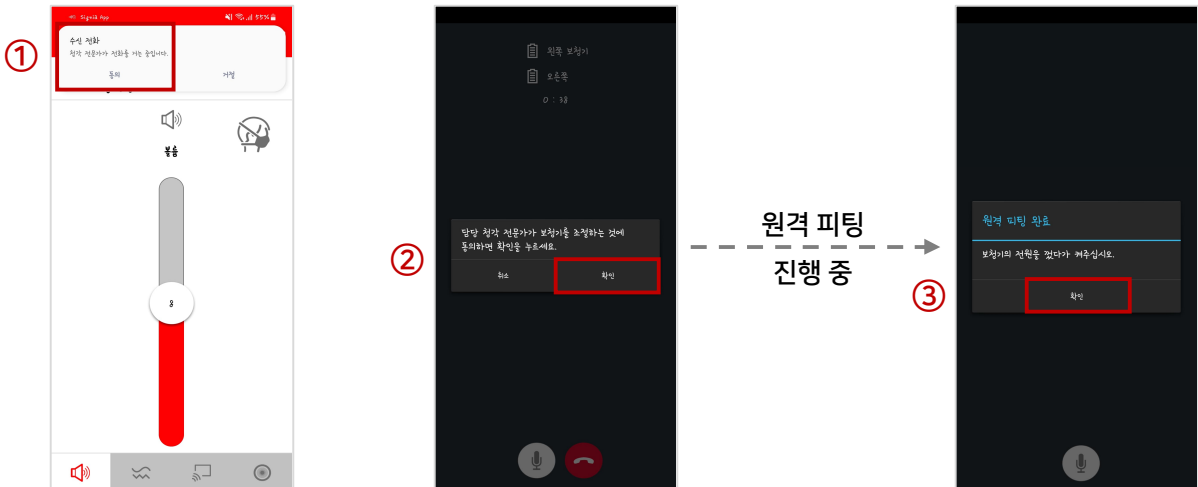 ①
Signia App
55%
수신 전화
청각 전문가가 전화를 거는 중입니다.
동의
거절
볼륨
8
왼쪽 보청기
오른쪽
0 : 38
②
담당 청각 전문가가 보청기를 조절하는 것에
동의하면 확인을 누르세요.
취소
확인
원격 피팅
진행 중
③
원격 피팅 완료
보청기의 전원을 껐다가 켜주십시오.
확인